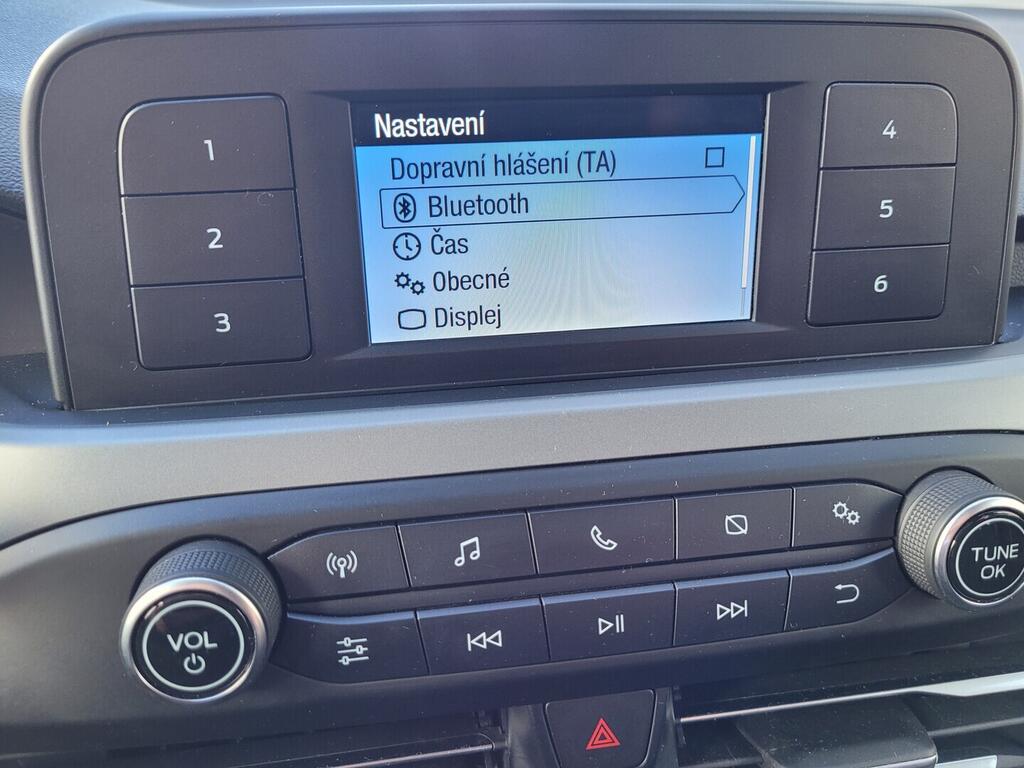 Nastavení
Dopravní hlášení (TA)
Bluetooth
Čas
Obecné
Displej
1
2
3
4
5
6
VOL
TUNE
OK